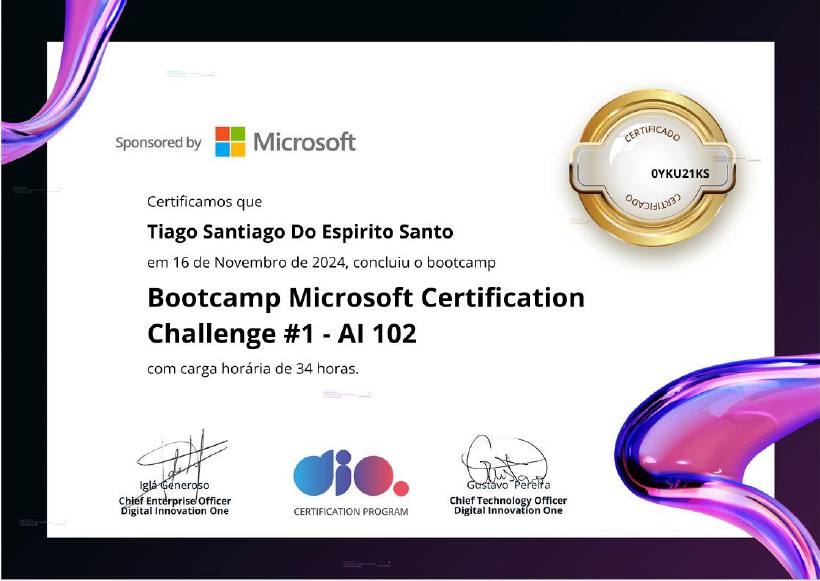 Sponsored by Microsoft
CERTIFICADO
0YKU21KS
CERTIFICADO
Certificamos que
Tiago Santiago Do Espirito Santo
em 16 de Novembro de 2024, concluiu o bootcamp
Bootcamp Microsoft Certification
Challenge #1 - AI 102
com carga horária de 34 horas.
Iglá Generoso
Chief Enterprise Officer
Digital Innovation One
dio.
CERTIFICATION PROGRAM
Gustavo Pereira
Chief Technology Officer
Digital Innovation One